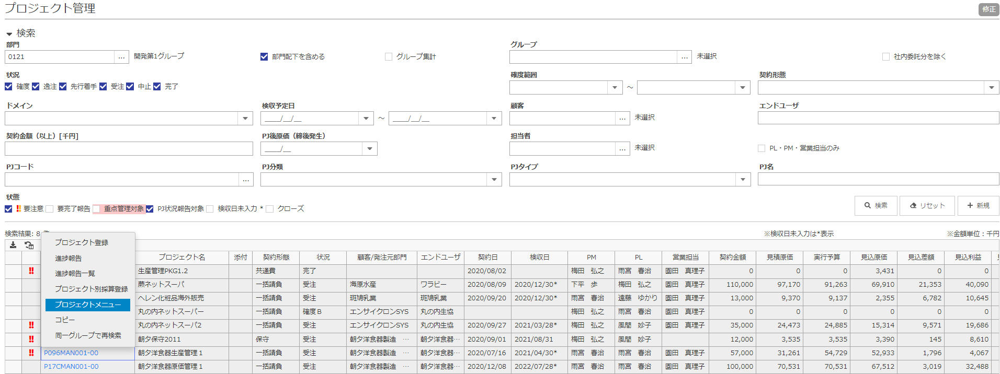 プロジェクト管理
修正
検索
部門
グループ
0121 … 開発第1グループ 部門配下を含める グループ集計 … 未選択 社内委託分を除く
状況
確度範囲
契約形態
確度 逸注 先行着手 受注 中止 完了
～
ドメイン
検収予定日
顧客
エンドユーザ
____/__/__ ～ ____/__/__ … 未選択
契約金額（以上）[千円]
PJ後原価（締後発生）
担当者
____/__ … 未選択 PL・PM・営業担当のみ
PJコード
PJ分類
PJタイプ
PJ名
…
状態
!! 要注意 要完了報告 重点管理対象 PJ状況報告対象 検収日未入力 * クローズ
検索 リセット 新規
検索結果: 8 件
※検収日未入力は*表示 ※金額単位：千円
プロジェクト登録
進捗報告
進捗報告一覧
プロジェクト別採算登録
プロジェクトメニュー
コピー
同一グループで再検索
プロジェクト名 添付 契約形態 状況 顧客/発注元部門 エンドユーザ 契約日 検収日 PM PL 営業担当 契約金額 見積原価 実行予算 見込原価 見込差額 見込利益
!! 生産管理PKG1.2 共通費 完了 2020/08/02 梅田 弘之 雨宮 春治 園田 真理子 0 0 0 3,431 0 0
蕨ネットスーパ 一括請負 受注 海原水産 ワラビー 2020/08/09 2020/12/30* 下平 歩 梅田 弘之 園田 真理子 110,000 97,170 91,263 69,910 21,353 40,090
ヘレン化粧品海外販売 一括請負 受注 斑鳩乳業 斑鳩乳業 2020/09/20 2020/12/30* 雨宮 春治 遠藤 ゆかり 園田 真理子 13,000 9,370 9,137 2,355 6,782 10,645
丸の内ネットスーパー 一括請負 確度Ｂ エンサイクロンSYS 丸の内生協 梅田 弘之 雨宮 春治 園田 真理子 0 0 0 0 0 0
!! 丸の内ネットスーパ2 一括請負 受注 エンサイクロンSYS 丸の内生協 2020/09/27 2021/03/28* 梅田 弘之 風間 妙子 園田 真理子 35,000 24,473 24,885 15,314 9,571 19,686
!! 朝夕保守2011 保守 受注 朝夕洋食器製造 … 朝夕洋食器… 2020/09/01 2021/08/31 梅田 弘之 風間 妙子 12,000 3,535 3,535 3,390 145 8,610
!! P096MAN001-00 朝夕洋食器生産管理１ 一括請負 受注 朝夕洋食器製造 … 朝夕洋食器… 2020/07/16 2021/04/30* 雨宮 春治 雨宮 春治 園田 真理子 57,000 31,261 54,729 52,933 1,796 4,067
P17CMAN001-00 朝夕洋食器原価管理１ 一括請負 受注 朝夕洋食器製造 … 朝夕洋食器… 2020/12/08 2022/07/28* 雨宮 春治 雨宮 春治 園田 真理子 100,000 70,531 70,531 67,512 3,019 32,488